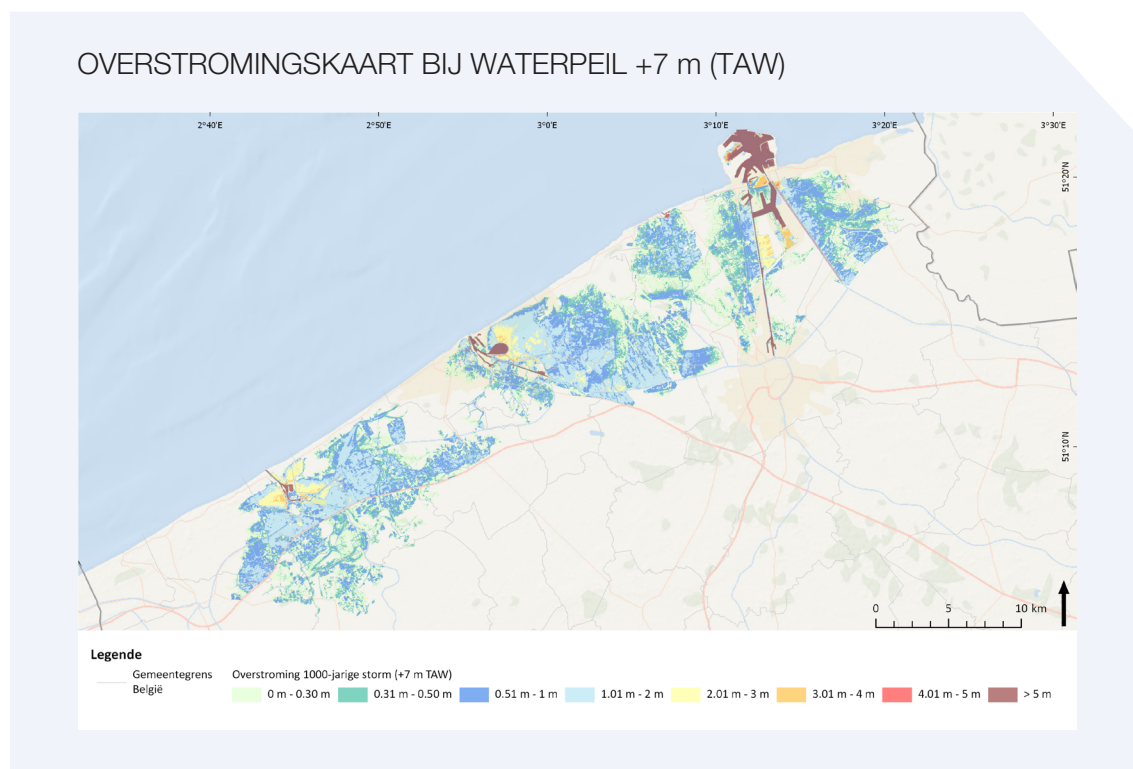 OVERSTROMINGSKAART BIJ WATERPEIL +7 m (TAW)
2°40'E
2°50'E
3°0'E
3°10'E
3°20'E
3°30'E
51°20'N
51°10'N
0 5 10 km
Legende
Gemeentegrens België
Overstroming 1000-jarige storm (+7 m TAW)
0 m - 0.30 m
0.31 m - 0.50 m
0.51 m - 1 m
1.01 m - 2 m
2.01 m - 3 m
3.01 m - 4 m
4.01 m - 5 m
> 5 m